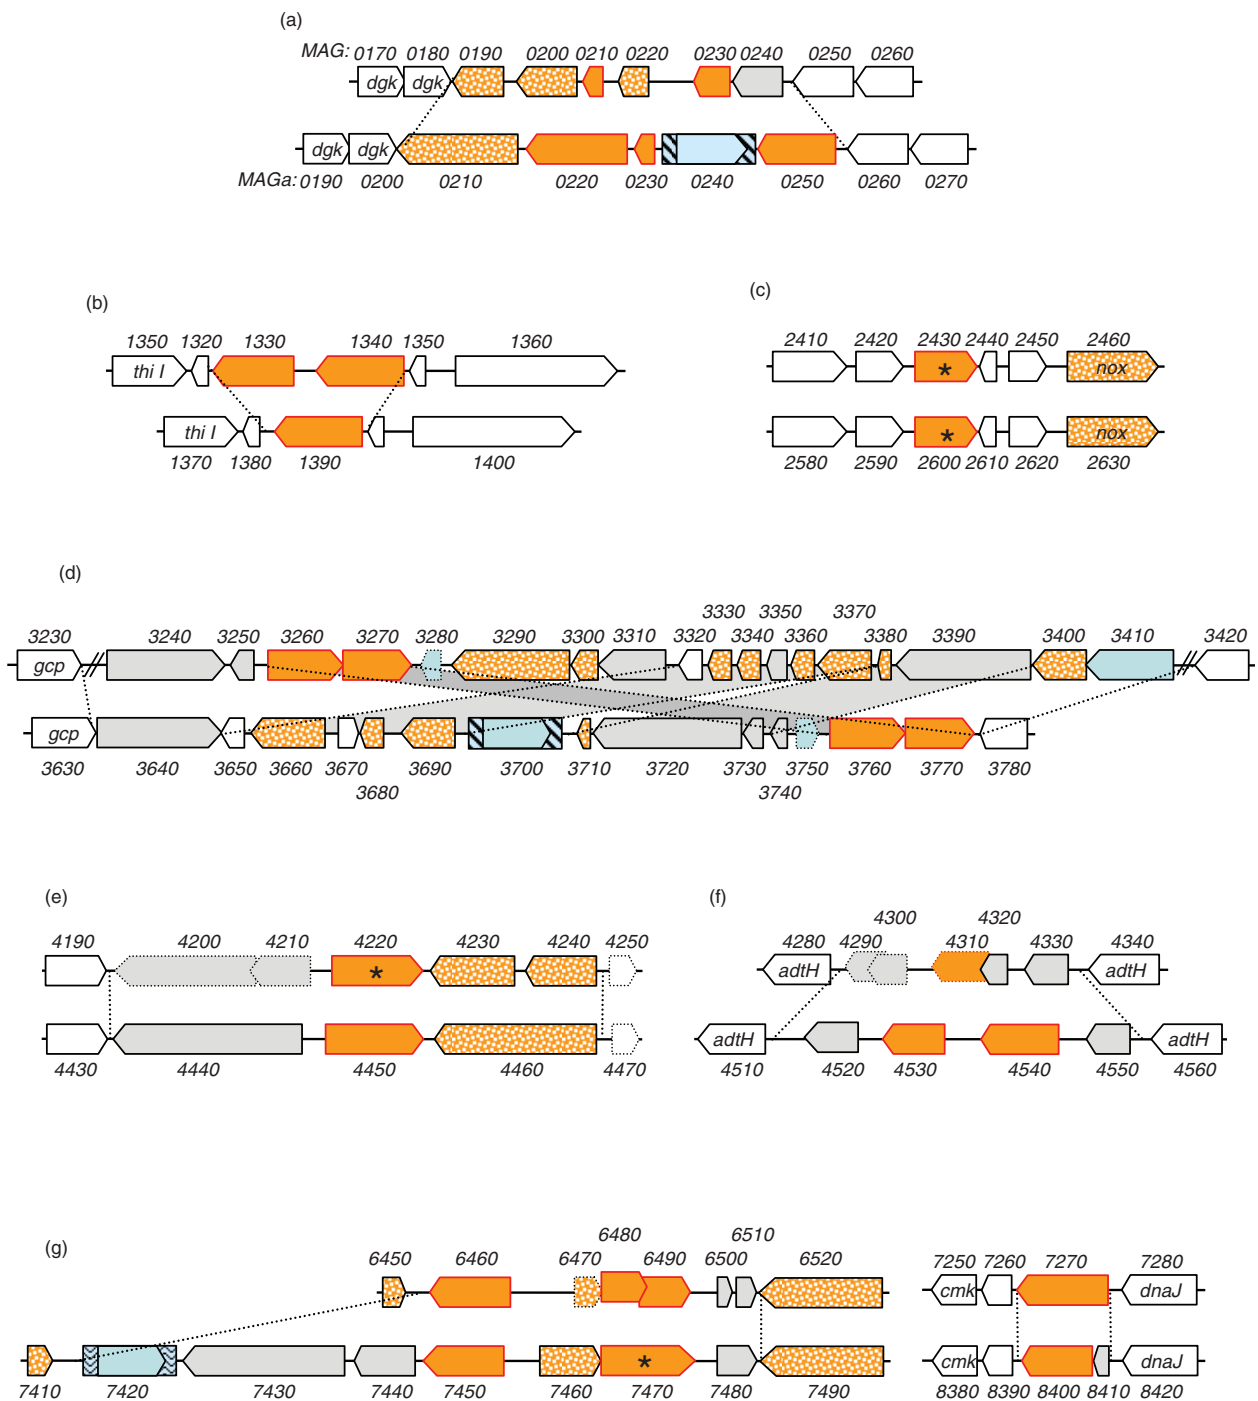 (a)
MAG: 0170 0180 0190 0200 0210 0220 0230 0240 0250 0260
dgk dgk
dgk dgk
MAGa: 0190 0200 0210 0220 0230 0240 0250 0260 0270
(b)
1350 1320 1330 1340 1350 1360
thi I
thi I
1370 1380 1390 1400
(c)
2410 2420 2430 2440 2450 2460
* nox
* nox
2580 2590 2600 2610 2620 2630
(d)
3330 3350 3370
3230 3240 3250 3260 3270 3280 3290 3300 3310 3320 3340 3360 3380 3390 3400 3410 3420
gcp
gcp
3630 3640 3650 3660 3670 3690 3700 3710 3720 3730 3750 3760 3770 3780
3680 3740
(e)
4190 4200 4210 4220 4230 4240 4250
*
4430 4440 4450 4460 4470
(f)
4300 4320
4280 4290 4310 4330 4340
adtH adtH
adtH adtH
4510 4520 4530 4540 4550 4560
(g)
6480 6510
6450 6460 6470 6490 6500 6520
*
7410 7420 7430 7440 7450 7460 7470 7480 7490
7250 7260 7270 7280
cmk dnaJ
cmk dnaJ
8380 8390 8400 8410 8420